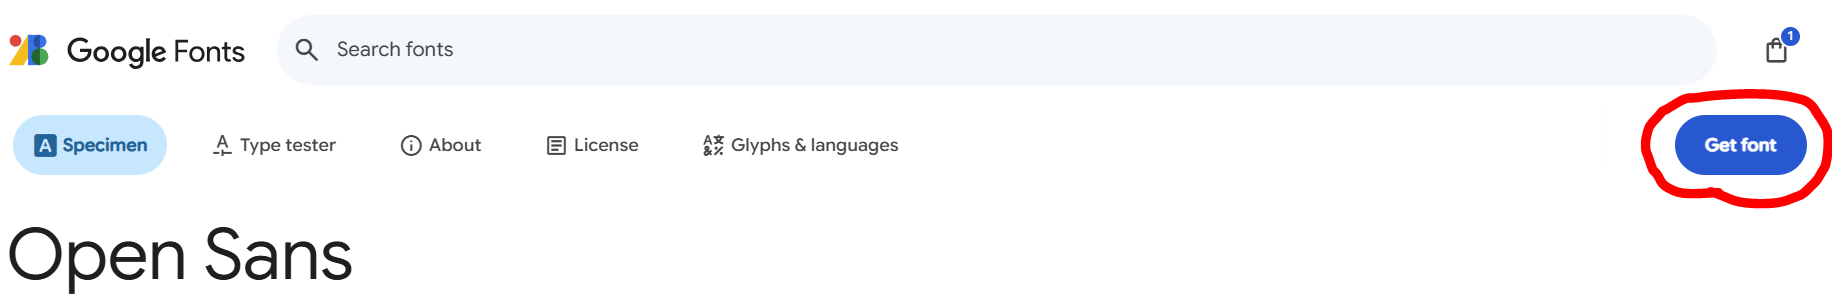 Google Fonts
Search fonts
1
Specimen
Type tester
About
License
Glyphs & languages
Get font
Open Sans